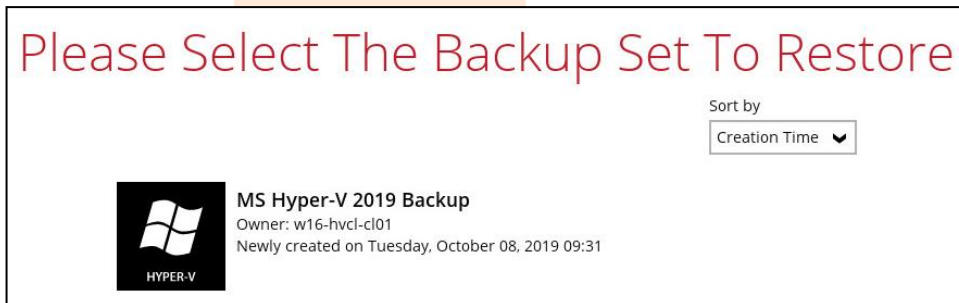 Please Select The Backup Set To Restore
Sort by
Creation Time
MS Hyper-V 2019 Backup
Owner: w16-hvcl-cl01
Newly created on Tuesday, October 08, 2019 09:31
HYPER-V